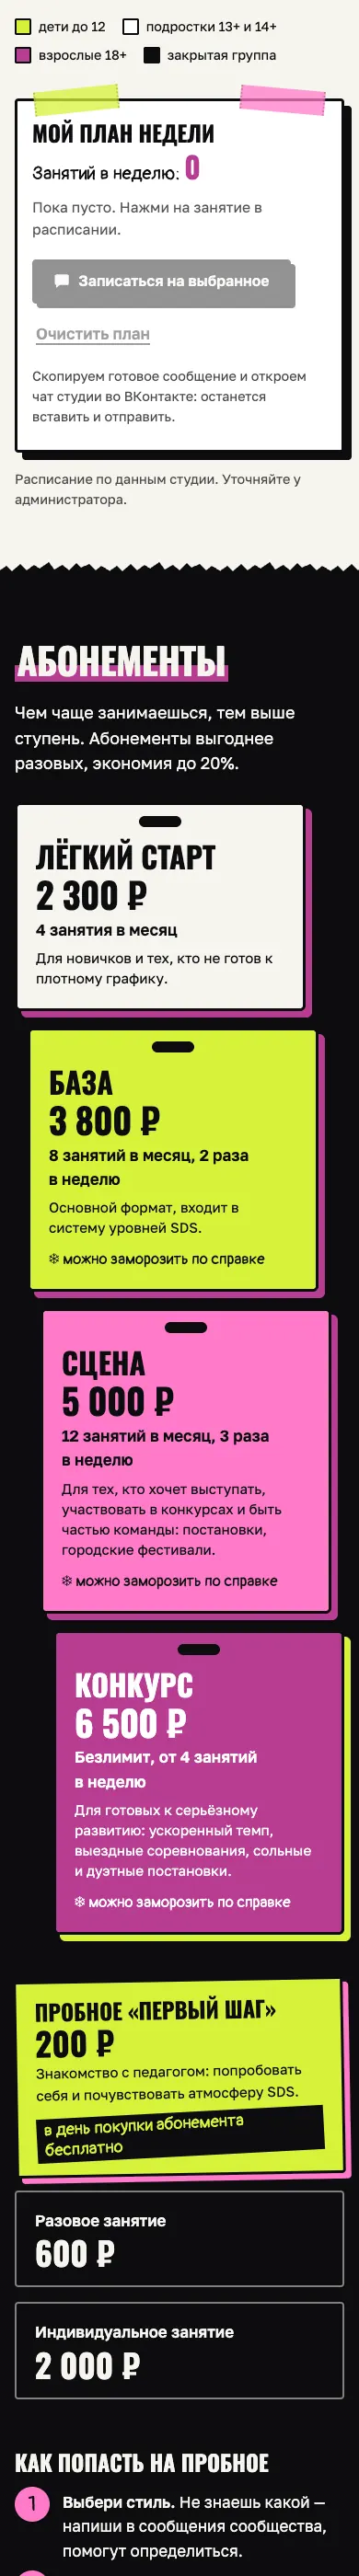 дети до 12 подростки 13+ и 14+
взрослые 18+ закрытая группа
МОЙ ПЛАН НЕДЕЛИ
Занятий в неделю: 0
Пока пусто. Нажми на занятие в
расписании.
Записаться на выбранное
Очистить план
Скопируем готовое сообщение и откроем
чат студии во ВКонтакте: останется
вставить и отправить.
Расписание по данным студии. Уточняйте у
администратора.
АБОНЕМЕНТЫ
Чем чаще занимаешься, тем выше
ступень. Абонементы выгоднее
разовых, экономия до 20%.
ЛЁГКИЙ СТАРТ
2 300 ₽
4 занятия в месяц
Для новичков и тех, кто не готов к
плотному графику.
БАЗА
3 800 ₽
8 занятий в месяц, 2 раза
в неделю
Основной формат, входит в
систему уровней SDS.
❄ можно заморозить по справке
СЦЕНА
5 000 ₽
12 занятий в месяц, 3 раза
в неделю
Для тех, кто хочет выступать,
участвовать в конкурсах и быть
частью команды: постановки,
городские фестивали.
❄ можно заморозить по справке
КОНКУРС
6 500 ₽
Безлимит, от 4 занятий
в неделю
Для готовых к серьёзному
развитию: ускоренный темп,
выездные соревнования, сольные
и дуэтные постановки.
❄ можно заморозить по справке
ПРОБНОЕ «ПЕРВЫЙ ШАГ»
200 ₽
Знакомство с педагогом: попробовать
себя и почувствовать атмосферу SDS.
в день покупки абонемента
бесплатно
Разовое занятие
600 ₽
Индивидуальное занятие
2 000 ₽
КАК ПОПАСТЬ НА ПРОБНОЕ
1 Выбери стиль. Не знаешь какой —
напиши в сообщения сообщества,
помогут определиться.